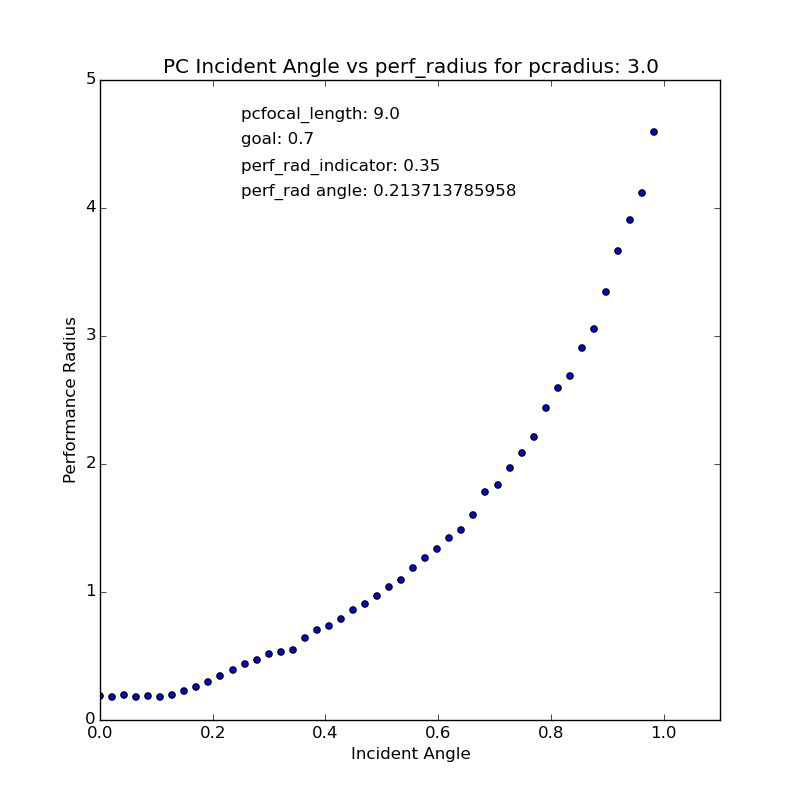 PC Incident Angle vs perf_radius for pcradius: 3.0
5
pcfocal_length: 9.0
goal: 0.7
perf_rad_indicator: 0.35
perf_rad angle: 0.213713785958
4
3
Performance Radius
2
1
0
0.0 0.2 0.4 0.6 0.8 1.0
Incident Angle